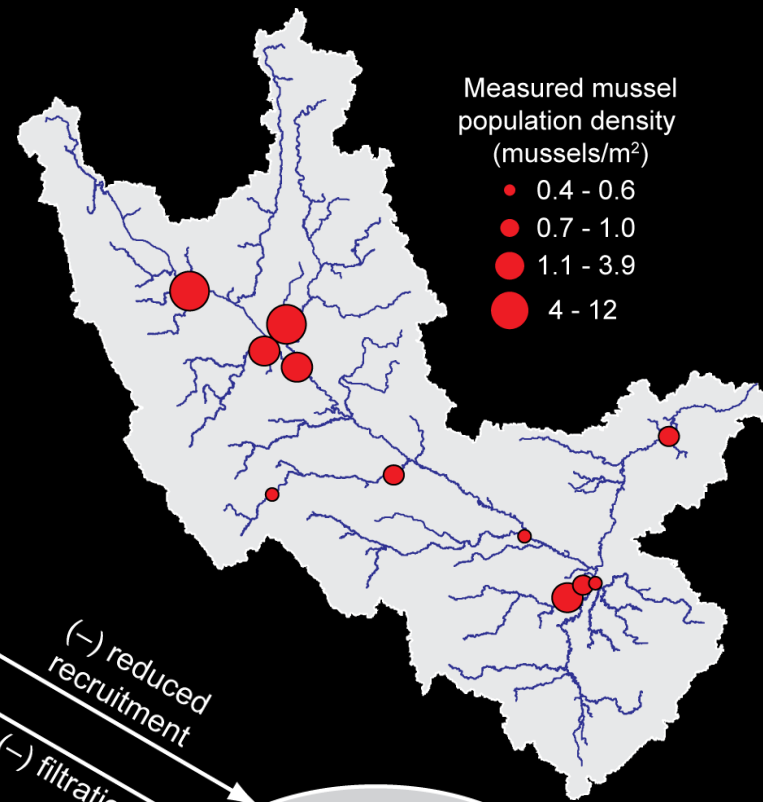 Measured mussel
population density
(mussels/m²)
0.4 - 0.6
0.7 - 1.0
1.1 - 3.9
4 - 12
(–) reduced
recruitment